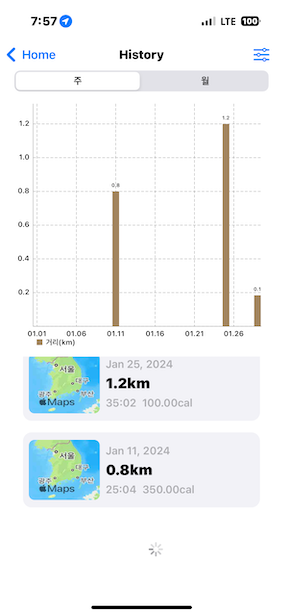 7:57 LTE 100
Home History
주 월
1.2
1.0
0.8
0.6
0.4
0.2
0.8
1.2
0.1
01.01 01.06 01.11 01.16 01.21 01.26
거리(km)
서울
대구
광주 부산
Maps
Jan 25, 2024
1.2km
35:02 100.00cal
서울
대구
광주 부산
Maps
Jan 11, 2024
0.8km
25:04 350.00cal